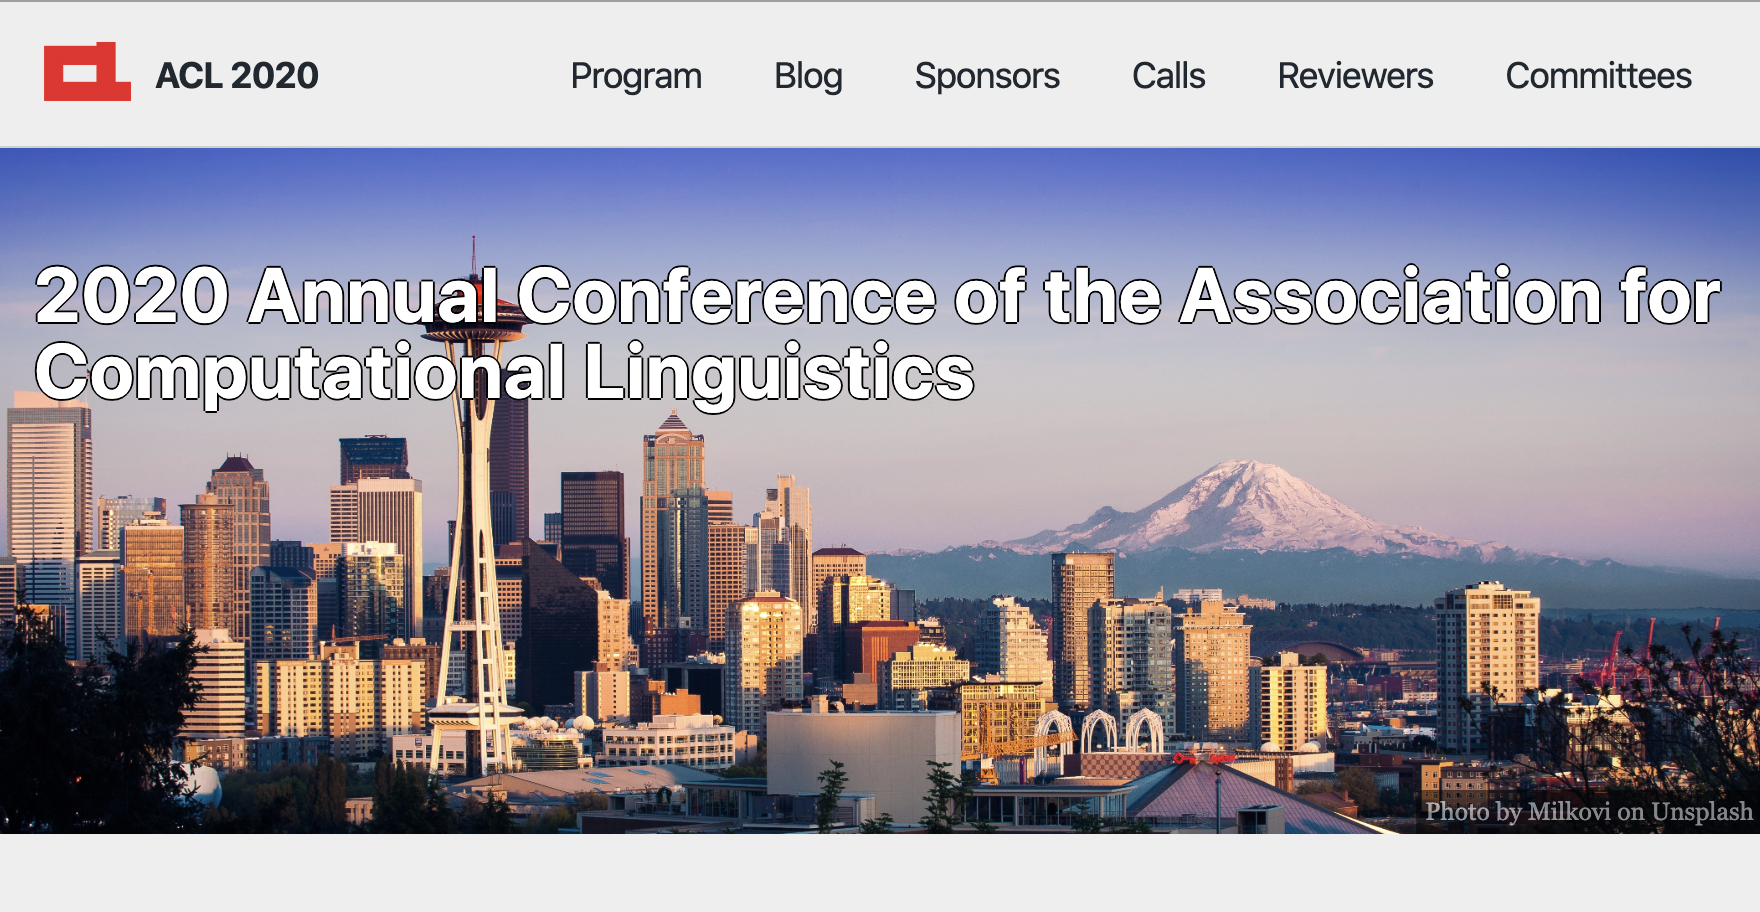 ACL 2020
Program
Blog
Sponsors
Calls
Reviewers
Committees
2020 Annual Conference of the Association for
Computational Linguistics
Photo by Milkovi on Unsplash